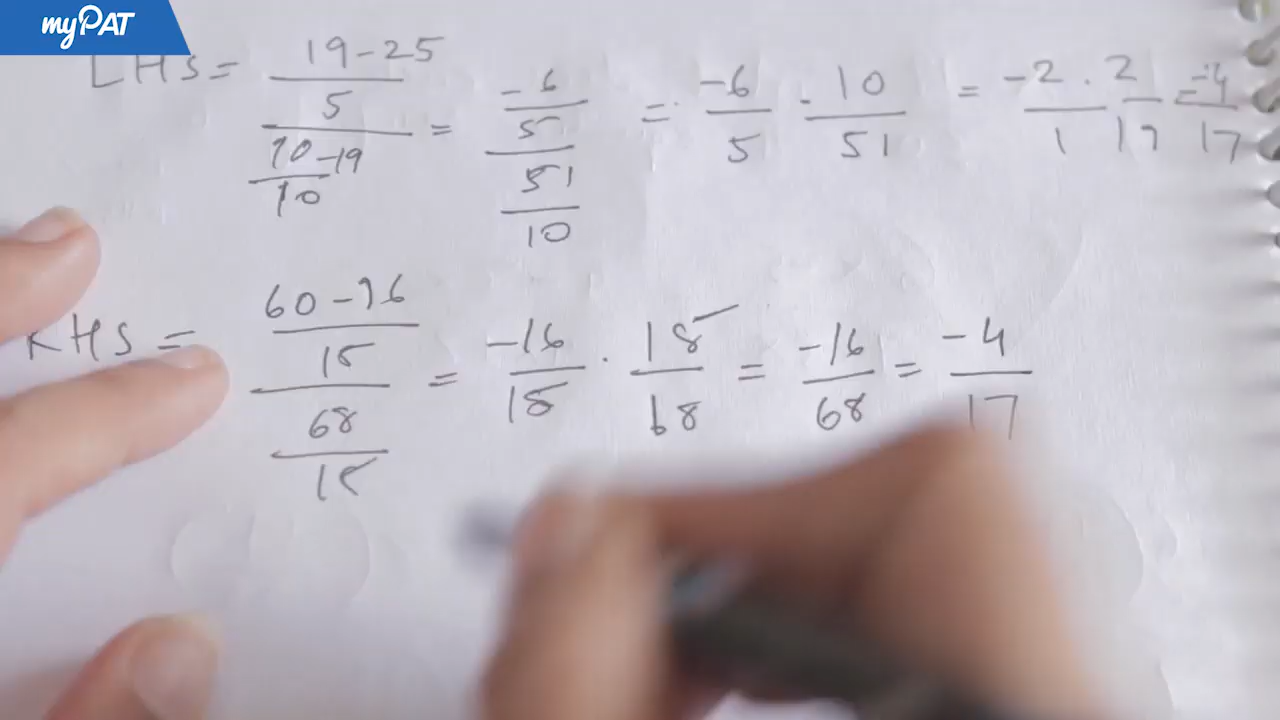 myPAT
LHS = 19-25 / 5 / 70-19 / 10 = -6 / 5 / 51 / 10 = -6/5 · 10/51 = -2/1 · 2/17 = -4/17
RHS = 60-76 / 15 / 68 / 15 = -16/15 · 15/68 = -16/68 = -4/17